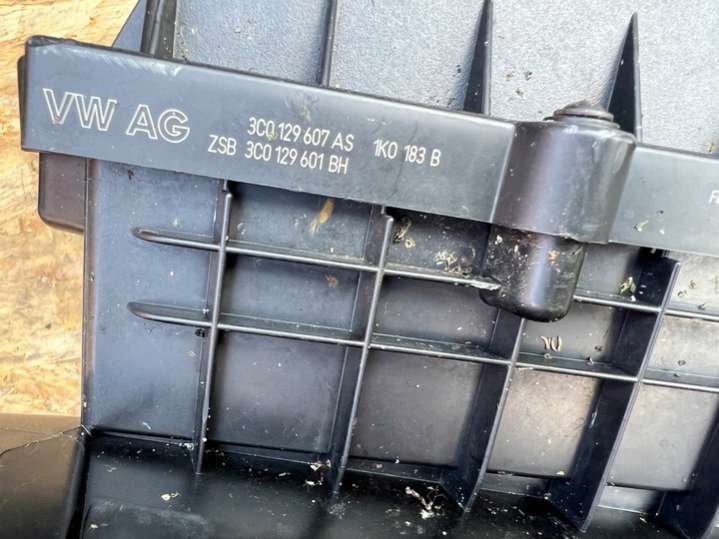 VW AG
3C0 129 607 AS 1K0 183 B
ZSB 3C0 129 601 BH